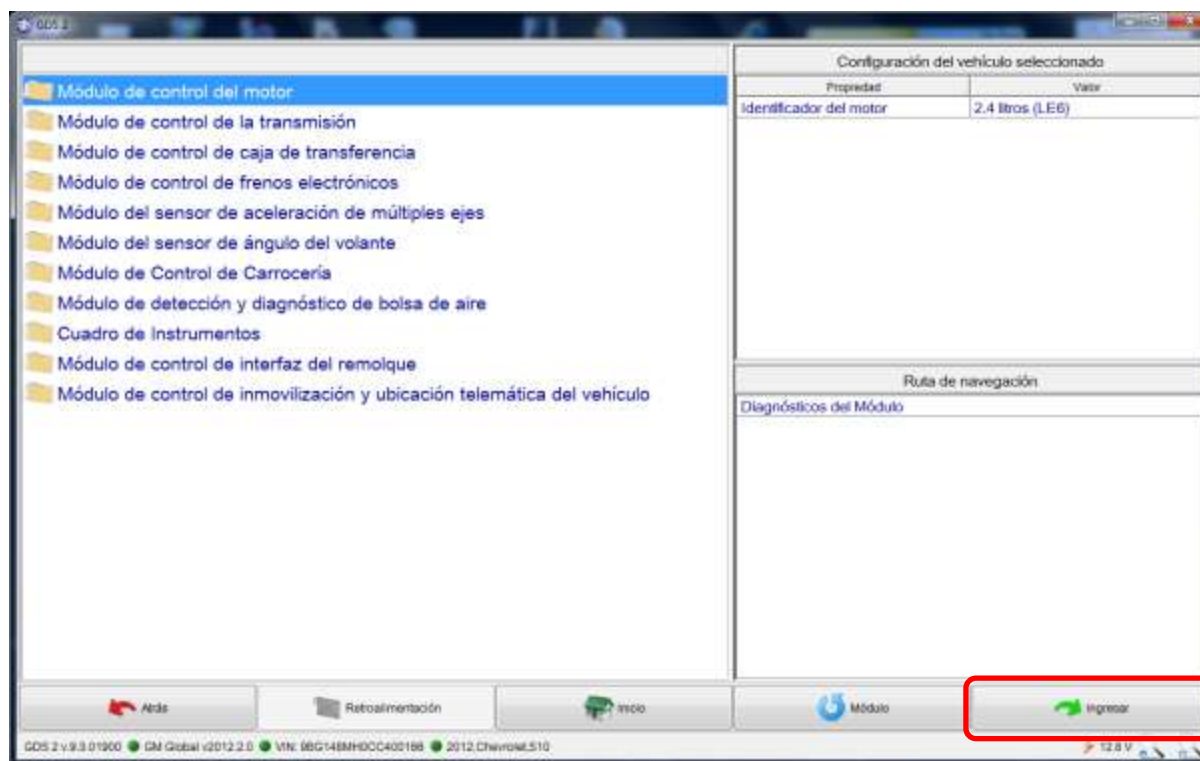 GDS 2
Configuración del vehículo seleccionado
Propiedad Valor
Identificador del motor 2.4 litros (LE6)
Módulo de control del motor
Módulo de control de la transmisión
Módulo de control de caja de transferencia
Módulo de control de frenos electrónicos
Módulo del sensor de aceleración de múltiples ejes
Módulo del sensor de ángulo del volante
Módulo de Control de Carrocería
Módulo de detección y diagnóstico de bolsa de aire
Cuadro de Instrumentos
Módulo de control de interfaz del remolque
Módulo de control de inmovilización y ubicación telemática del vehículo
Ruta de navegación
Diagnósticos del Módulo
Atrás Retroalimentación Inicio Módulo Ingresar
GDS 2 v.9.3.01900 GM Global v2012.2.0 VIN: 2012,Chevrolet,S10 12.8 V